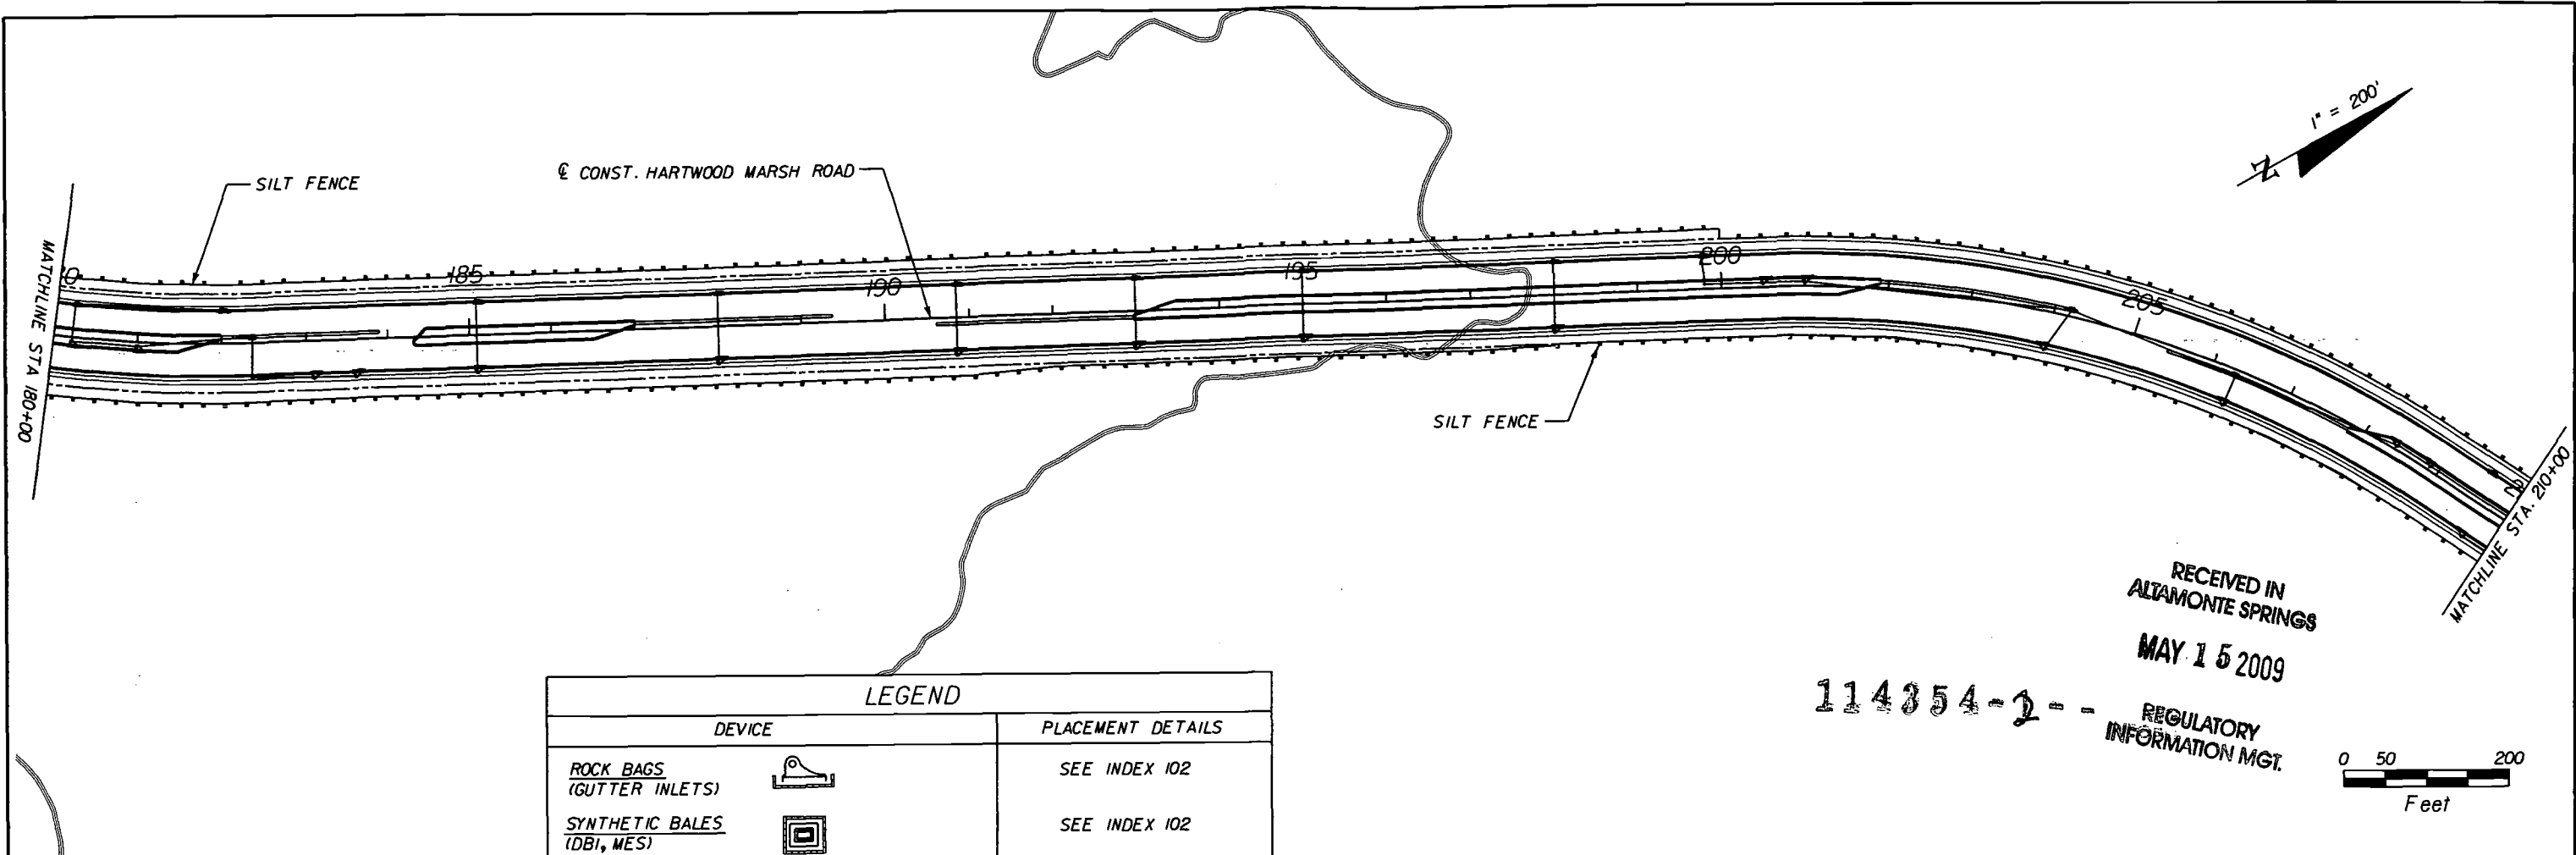 1" = 200'
N
SILT FENCE
℄ CONST. HARTWOOD MARSH ROAD
MATCHLINE STA 180+00
185
190
195
200
205
SILT FENCE
MATCHLINE STA. 210+00
RECEIVED IN
ALTAMONTE SPRINGS
MAY 15 2009
114354-2--
REGULATORY
INFORMATION MGT.
0 50 200
Feet
LEGEND
DEVICE PLACEMENT DETAILS
ROCK BAGS
(GUTTER INLETS)
SEE INDEX 102
SYNTHETIC BALES
(DBI, MES)
SEE INDEX 102